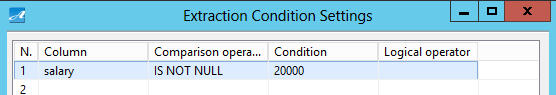 Extraction Condition Settings
N. Column Comparison opera... Condition Logical operator
1 salary IS NOT NULL 20000
2